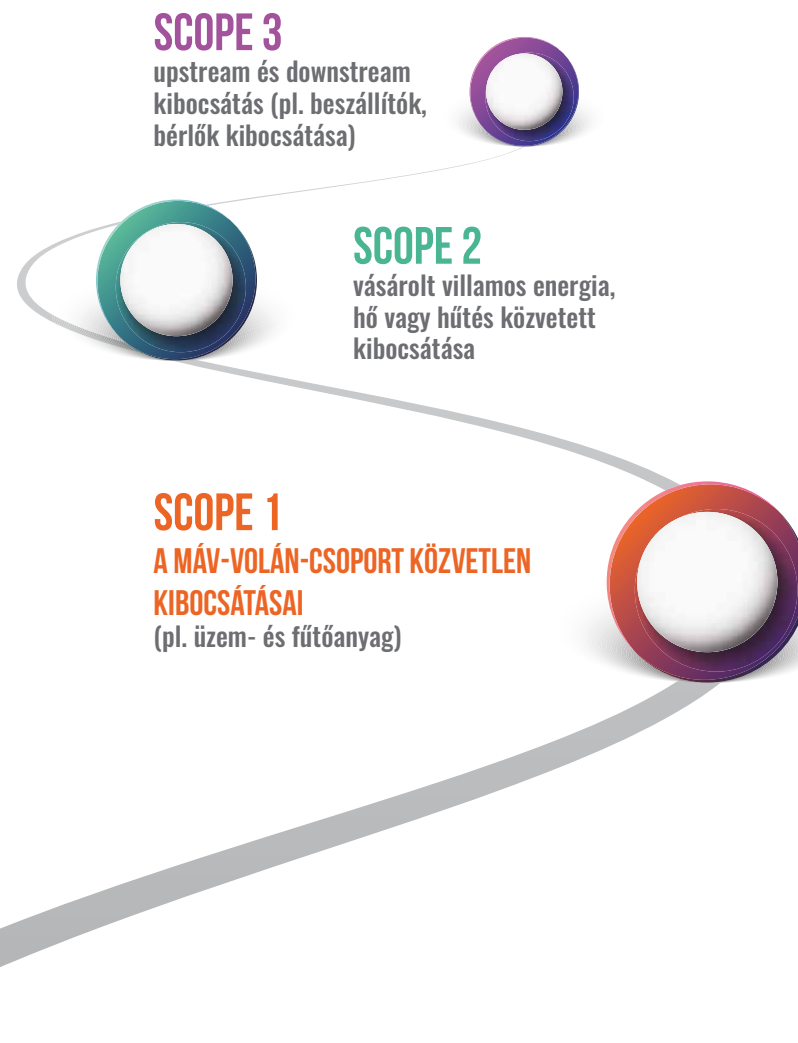 SCOPE 3
upstream és downstream
kibocsátás (pl. beszállítók,
bérlők kibocsátása)
SCOPE 2
vásárolt villamos energia,
hő vagy hűtés közvetett
kibocsátása
SCOPE 1
A MÁV-VOLÁN-CSOPORT KÖZVETLEN
KIBOCSÁTÁSAI
(pl. üzem- és fűtőanyag)